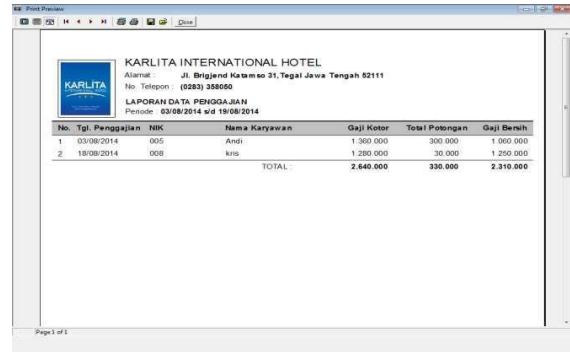 Print Preview
Close
KARLITA INTERNATIONAL HOTEL
Alamat : Jl. Brigjend Katamso 31, Tegal Jawa Tengah 52111
No. Telepon : (0283) 358050
KARLITA
LAPORAN DATA PENGGAJIAN
Periode : 03/08/2014 s/d 19/08/2014
No. Tgl. Penggajian NIK Nama Karyawan Gaji Kotor Total Potongan Gaji Bersih
1 03/08/2014 005 Andi 1.360.000 300.000 1.060.000
2 18/08/2014 008 kris 1.280.000 30.000 1.250.000
TOTAL : 2.640.000 330.000 2.310.000
Page 1 of 1